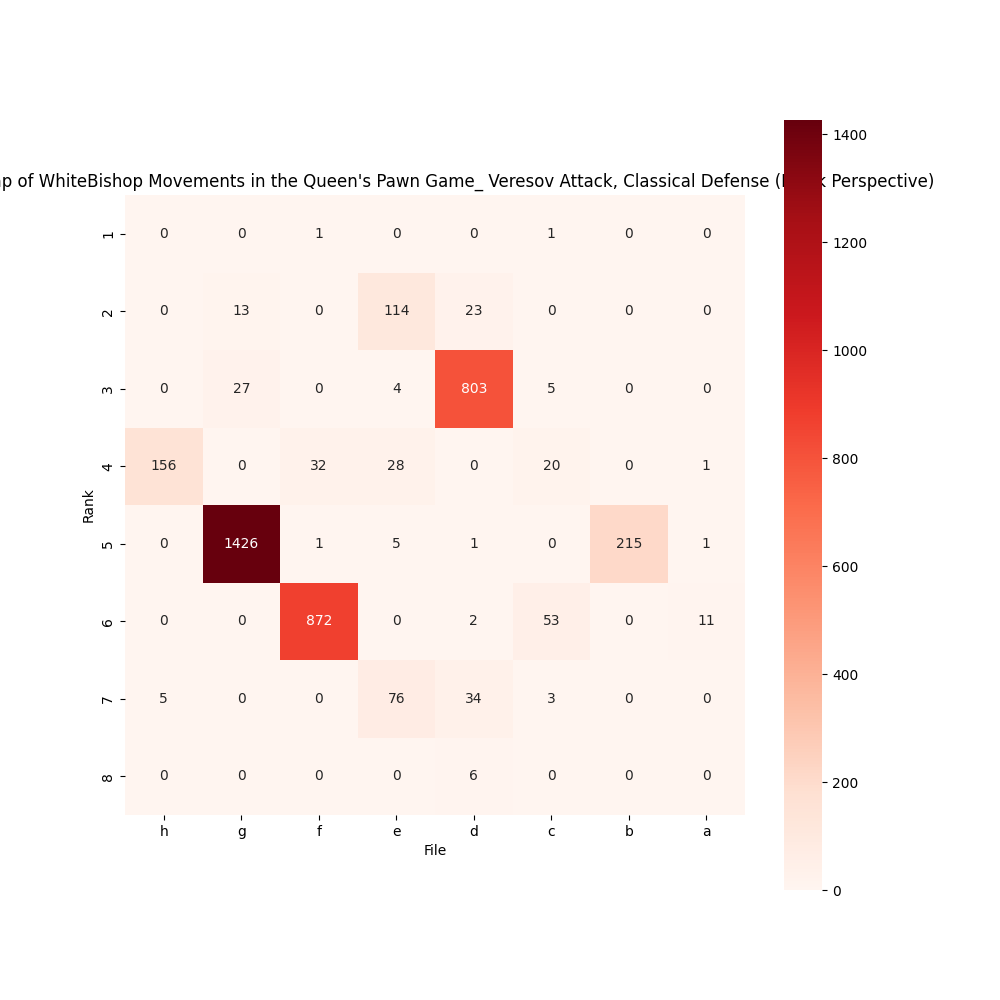 of WhiteBishop Movements in the Queen's Pawn Game_ Veresov Attack, Classical Defense ( Perspective)
1400
1 0 0 1 0 0 1 0 0
1200
2 0 13 0 114 23 0 0 0
1000
3 0 27 0 4 803 5 0 0
4 156 0 32 28 0 20 0 1
800
Rank
5 0 1426 1 5 1 0 215 1
600
6 0 0 872 0 2 53 0 11
400
7 5 0 0 76 34 3 0 0
200
8 0 0 0 0 6 0 0 0
h g f e d c b a
File
0